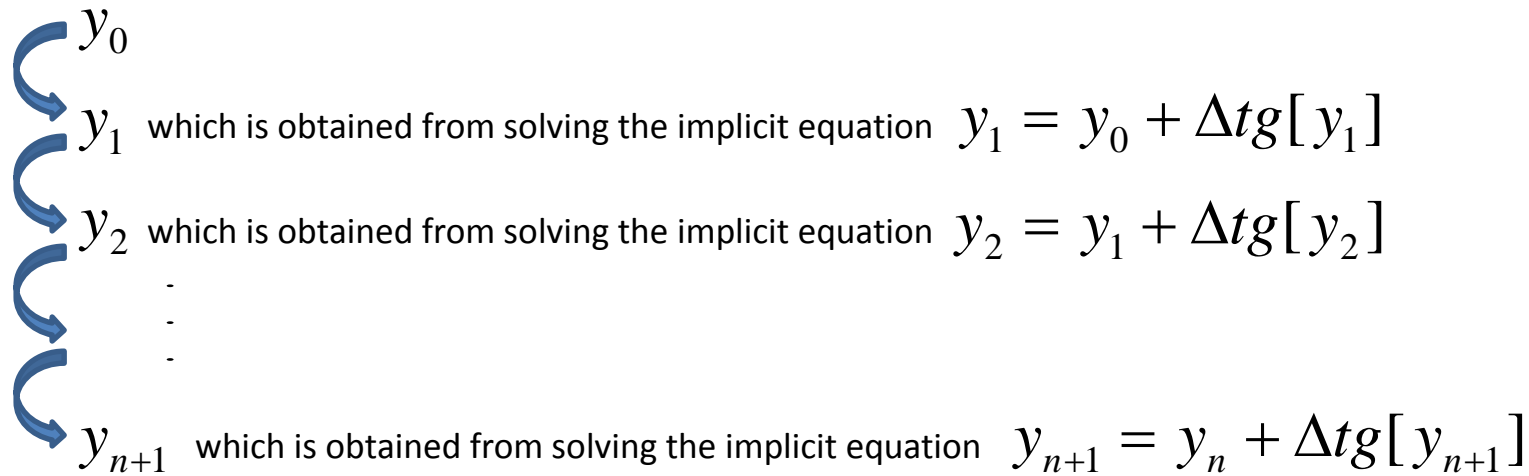 y₀
y₁ which is obtained from solving the implicit equation y₁ = y₀ + Δtg[y₁]
y₂ which is obtained from solving the implicit equation y₂ = y₁ + Δtg[y₂]
-
-
-
yₙ₊₁ which is obtained from solving the implicit equation yₙ₊₁ = yₙ + Δtg[yₙ₊₁]